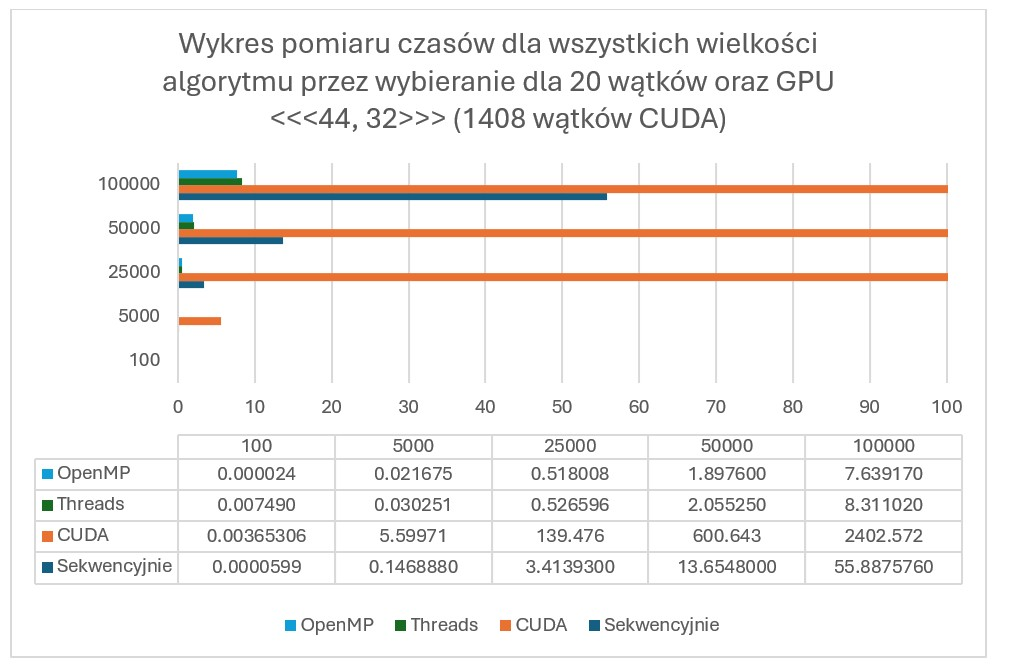 Wykres pomiaru czasów dla wszystkich wielkości
algorytmu przez wybieranie dla 20 wątków oraz GPU
<<<44, 32>>> (1408 wątków CUDA)
100000
50000
25000
5000
100
0 10 20 30 40 50 60 70 80 90 100
100 5000 25000 50000 100000
OpenMP 0.000024 0.021675 0.518008 1.897600 7.639170
Threads 0.007490 0.030251 0.526596 2.055250 8.311020
CUDA 0.00365306 5.59971 139.476 600.643 2402.572
Sekwencyjnie 0.0000599 0.1468880 3.4139300 13.6548000 55.8875760
OpenMP Threads CUDA Sekwencyjnie